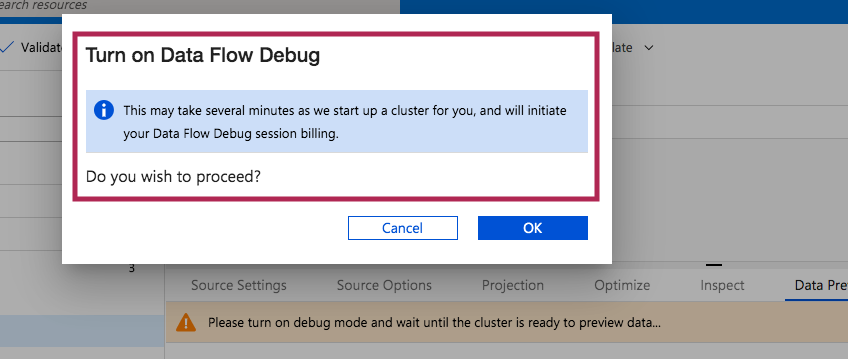 earch resources
Validate
late
Turn on Data Flow Debug
This may take several minutes as we start up a cluster for you, and will initiate
your Data Flow Debug session billing.
Do you wish to proceed?
Cancel
OK
3
Source Settings
Source Options
Projection
Optimize
Inspect
Data Pre
Please turn on debug mode and wait until the cluster is ready to preview data...